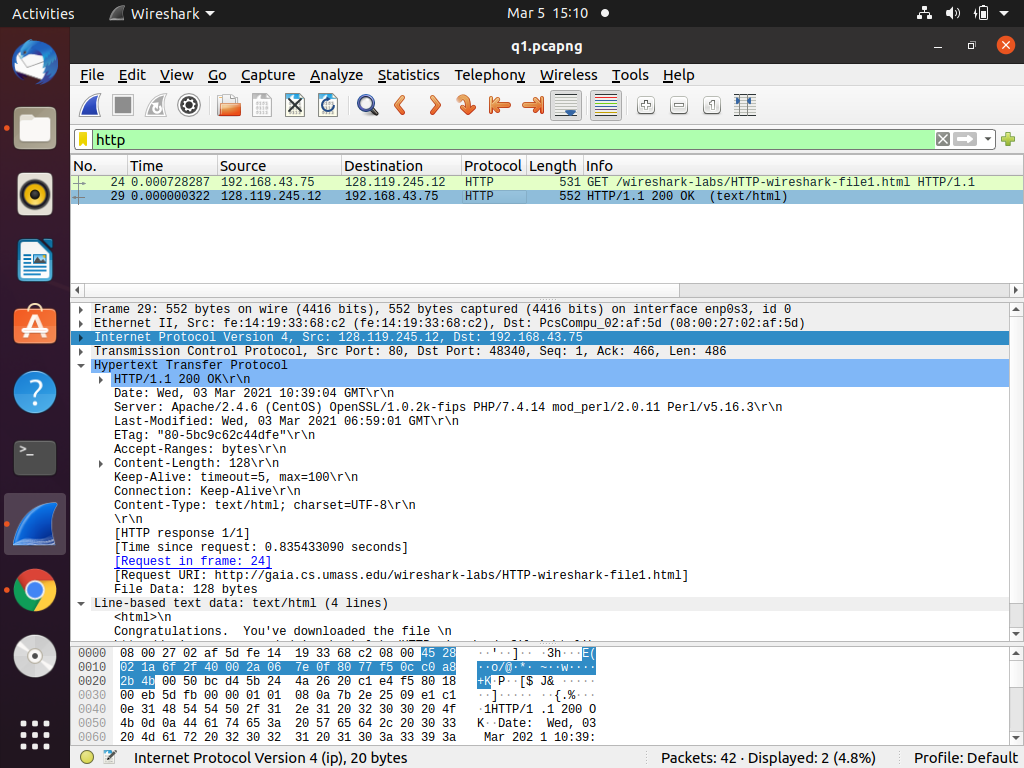 Activities Wireshark Mar 5 15:10
q1.pcapng
File Edit View Go Capture Analyze Statistics Telephony Wireless Tools Help
http
No. Time Source Destination Protocol Length Info
24 0.000728287 192.168.43.75 128.119.245.12 HTTP 531 GET /wireshark-labs/HTTP-wireshark-file1.html HTTP/1.1
29 0.000000322 128.119.245.12 192.168.43.75 HTTP 552 HTTP/1.1 200 OK (text/html)
Frame 29: 552 bytes on wire (4416 bits), 552 bytes captured (4416 bits) on interface enp0s3, id 0
Ethernet II, Src: fe:14:19:33:68:c2 (fe:14:19:33:68:c2), Dst: PcsCompu_02:af:5d (08:00:27:02:af:5d)
Internet Protocol Version 4, Src: 128.119.245.12, Dst: 192.168.43.75
Transmission Control Protocol, Src Port: 80, Dst Port: 48340, Seq: 1, Ack: 466, Len: 486
Hypertext Transfer Protocol
HTTP/1.1 200 OK\r\n
Date: Wed, 03 Mar 2021 10:39:04 GMT\r\n
Server: Apache/2.4.6 (CentOS) OpenSSL/1.0.2k-fips PHP/7.4.14 mod_perl/2.0.11 Perl/v5.16.3\r\n
Last-Modified: Wed, 03 Mar 2021 06:59:01 GMT\r\n
ETag: "80-5bc9c62c44dfe"\r\n
Accept-Ranges: bytes\r\n
Content-Length: 128\r\n
Keep-Alive: timeout=5, max=100\r\n
Connection: Keep-Alive\r\n
Content-Type: text/html; charset=UTF-8\r\n
\r\n
[HTTP response 1/1]
[Time since request: 0.835433090 seconds]
[Request in frame: 24]
[Request URI: http://gaia.cs.umass.edu/wireshark-labs/HTTP-wireshark-file1.html]
File Data: 128 bytes
Line-based text data: text/html (4 lines)
<html>\n
Congratulations. You've downloaded the file \n
0000 08 00 27 02 af 5d fe 14 19 33 68 c2 08 00 45 28 ··'··]·· ·3h···E(
0010 02 1a 6f 2f 40 00 2a 06 7e 0f 80 77 f5 0c c0 a8 ··o/@·*· ~··w····
0020 2b 4b 00 50 bc d4 5b 24 4a 26 20 c1 e4 f5 80 18 +K·P··[$ J& ·····
0030 00 eb 5d fb 00 00 01 01 08 0a 7b 2e 25 09 e1 c1 ··]····· ··{.%···
0040 0e 31 48 54 54 50 2f 31 2e 31 20 32 30 30 20 4f ·1HTTP/1 .1 200 O
0050 4b 0d 0a 44 61 74 65 3a 20 57 65 64 2c 20 30 33 K··Date: Wed, 03
0060 20 4d 61 72 20 32 30 32 31 20 31 30 3a 33 39 3a Mar 202 1 10:39:
Internet Protocol Version 4 (ip), 20 bytes Packets: 42 · Displayed: 2 (4.8%) Profile: Default